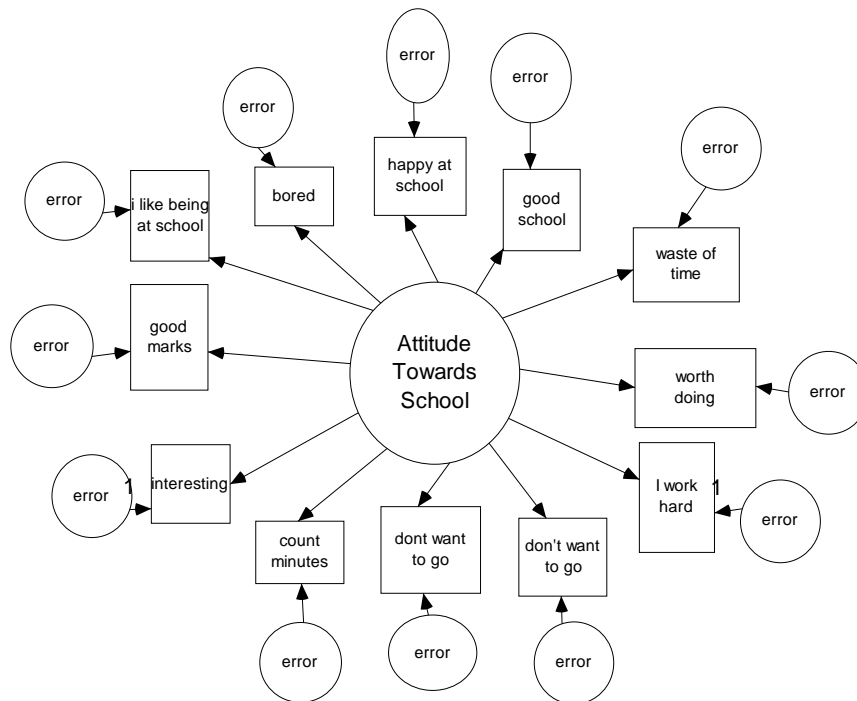 error
error
error
error
error
i like being
at school
bored
happy at
school
good
school
waste of
time
error
good
marks
Attitude
Towards
School
worth
doing
error
error
1
interesting
I work
hard
1
error
count
minutes
dont want
to go
don't want
to go
error
error
error